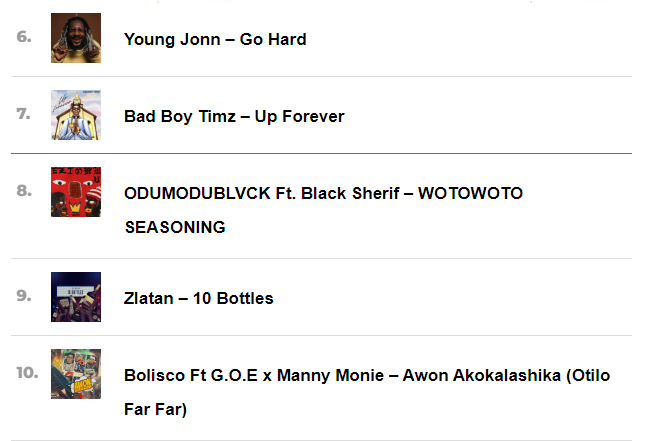 6.
Young Jonn – Go Hard
7.
Bad Boy Timz – Up Forever
8.
ODUMODUBLVCK Ft. Black Sherif – WOTOWOTO
SEASONING
9.
Zlatan – 10 Bottles
10.
Bolisco Ft G.O.E x Manny Monie – Awon Akokalashika (Otilo
Far Far)